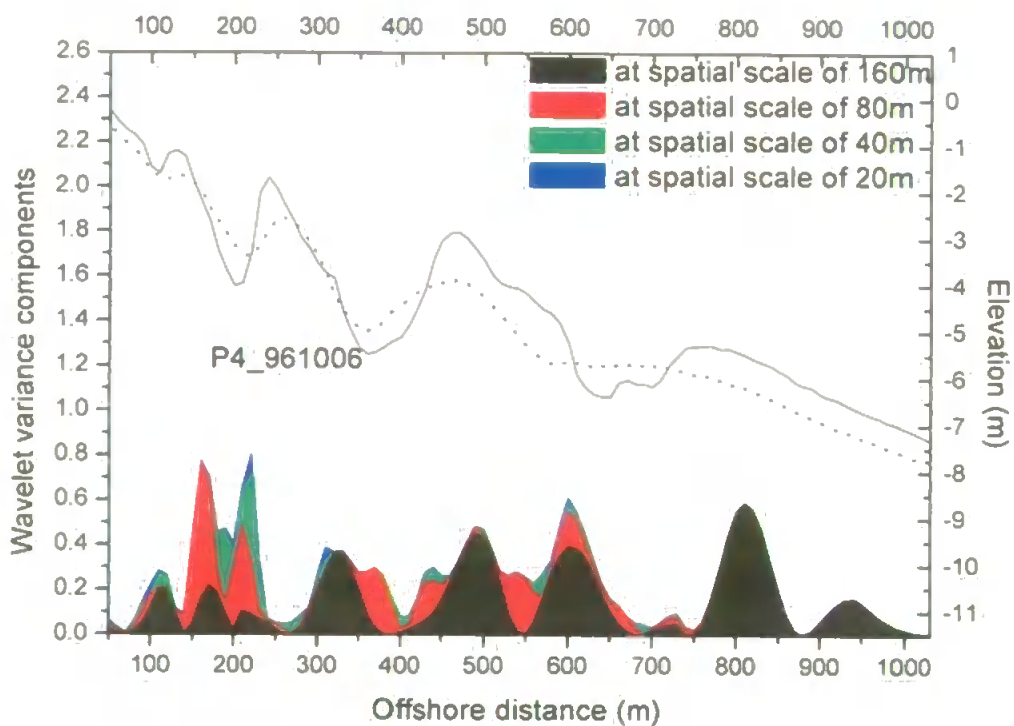 100 200 300 400 500 600 700 800 900 1000
2.6
2.4
2.2
2.0
1.8
1.6
1.4
1.2
1.0
0.8
0.6
0.4
0.2
0.0
Wavelet variance components
at spatial scale of 160m
at spatial scale of 80m
at spatial scale of 40m
at spatial scale of 20m
P4_961006
1
0
-1
-2
-3
-4
-5
-6
-7
-8
-9
-10
-11
Elevation (m)
100 200 300 400 500 600 700 800 900 1000
Offshore distance (m)